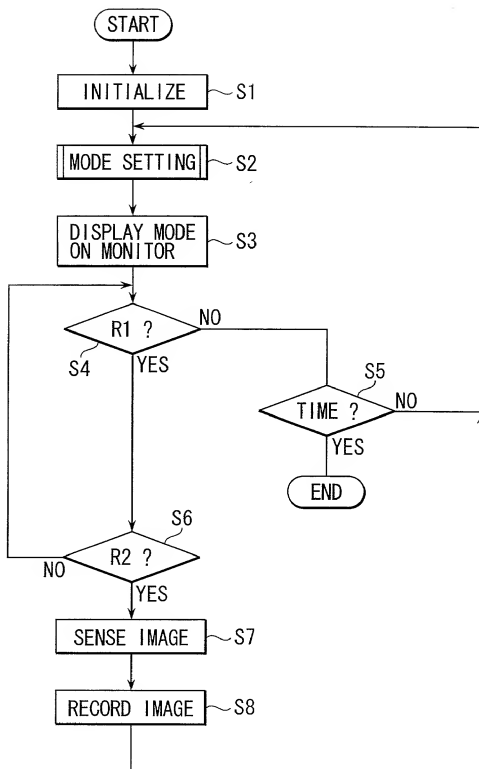 START
INITIALIZE
S1
MODE SETTING
S2
DISPLAY MODE
ON MONITOR
S3
R1 ?
NO
S4
YES
S5
TIME ?
NO
YES
END
S6
R2 ?
NO
YES
SENSE IMAGE
S7
RECORD IMAGE
S8